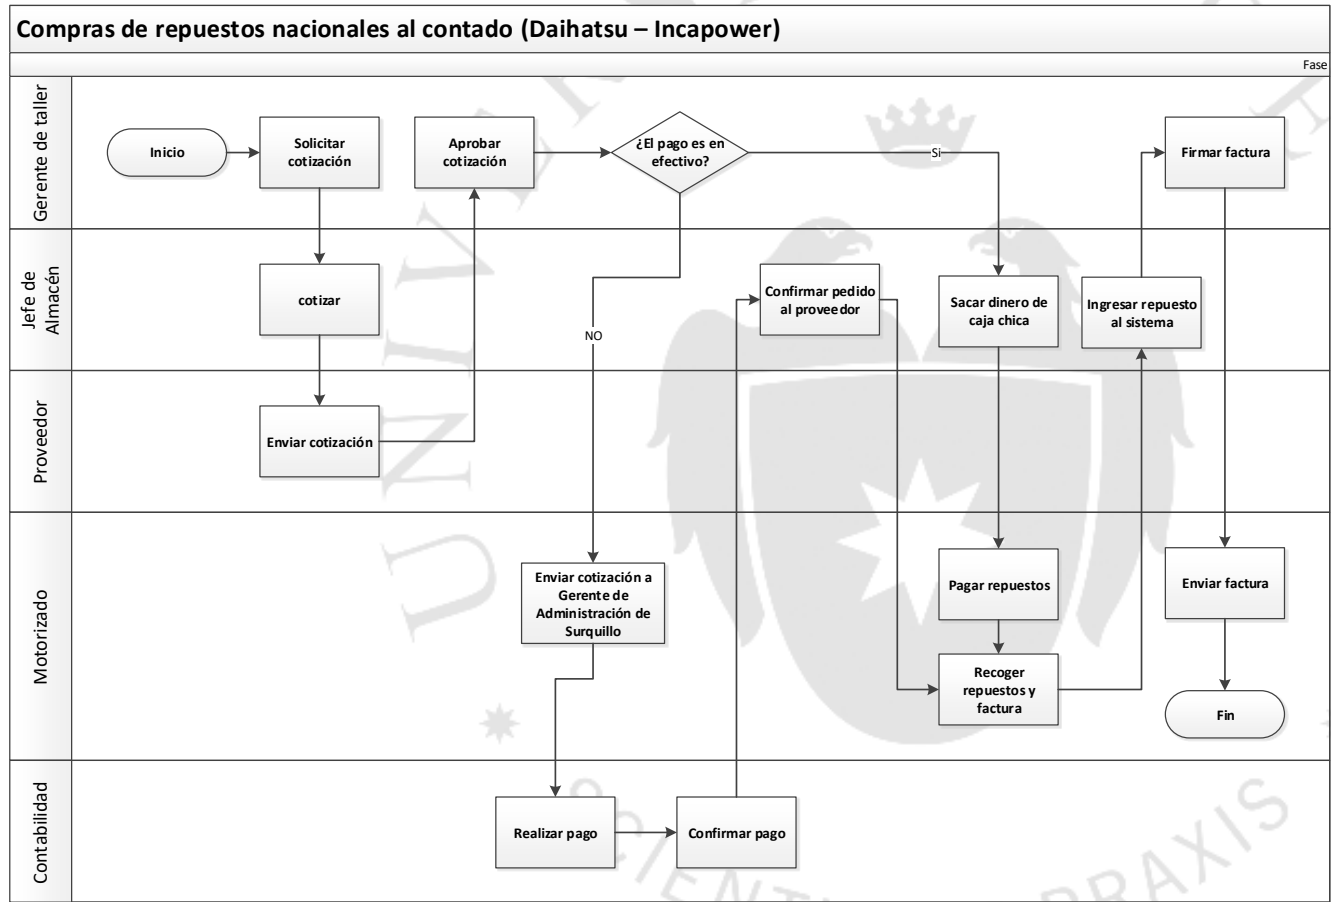 Compras de repuestos nacionales al contado (Daihatsu – Incapower)
Fase
Gerente de taller
Inicio
Solicitar
cotización
Aprobar
cotización
¿El pago es en
efectivo?
Si
Firmar factura
Jefe de
Almacén
cotizar
NO
Confirmar pedido
al proveedor
Sacar dinero de
caja chica
Ingresar repuesto
al sistema
Proveedor
Enviar cotización
Motorizado
Enviar cotización a
Gerente de
Administración de
Surquillo
Pagar repuestos
Recoger
repuestos y
factura
Enviar factura
Fin
Contabilidad
Realizar pago
Confirmar pago
PRAXIS